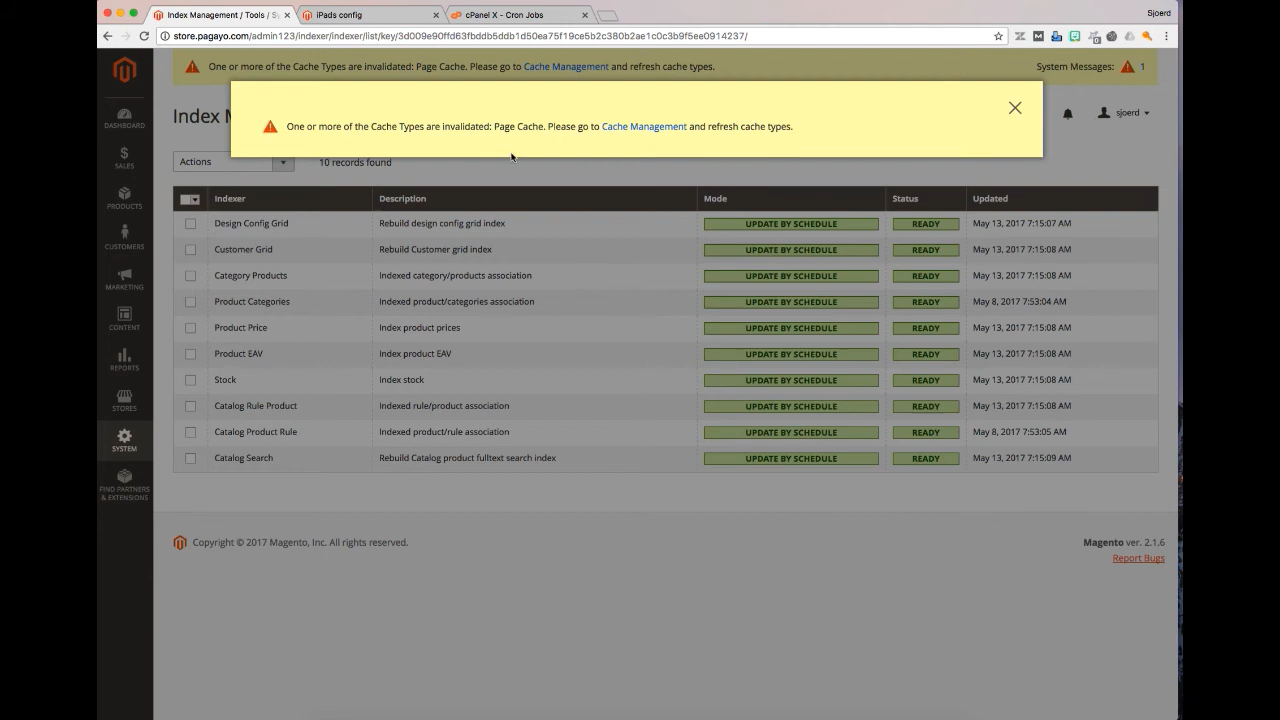 Index Management / Tools / Sy
iPads config
cPanel X - Cron Jobs
Sjoerd
store.pagayo.com/admin123/indexer/indexer/list/key/3d009e90ffd63fbddb5ddb1d50ea75f19ce5b2c380b2ae1c0c3b9f5ee0914237/
One or more of the Cache Types are invalidated: Page Cache. Please go to Cache Management and refresh cache types.
System Messages: 1
One or more of the Cache Types are invalidated: Page Cache. Please go to Cache Management and refresh cache types.
Index M
sjoerd
Actions
10 records found
Indexer Description Mode Status Updated
Design Config Grid Rebuild design config grid index UPDATE BY SCHEDULE READY May 13, 2017 7:15:07 AM
Customer Grid Rebuild Customer grid index UPDATE BY SCHEDULE READY May 13, 2017 7:15:08 AM
Category Products Indexed category/products association UPDATE BY SCHEDULE READY May 13, 2017 7:15:08 AM
Product Categories Indexed product/categories association UPDATE BY SCHEDULE READY May 8, 2017 7:53:04 AM
Product Price Index product prices UPDATE BY SCHEDULE READY May 13, 2017 7:15:08 AM
Product EAV Index product EAV UPDATE BY SCHEDULE READY May 13, 2017 7:15:08 AM
Stock Index stock UPDATE BY SCHEDULE READY May 13, 2017 7:15:08 AM
Catalog Rule Product Indexed rule/product association UPDATE BY SCHEDULE READY May 13, 2017 7:15:08 AM
Catalog Product Rule Indexed product/rule association UPDATE BY SCHEDULE READY May 8, 2017 7:53:05 AM
Catalog Search Rebuild Catalog product fulltext search index UPDATE BY SCHEDULE READY May 13, 2017 7:15:09 AM
DASHBOARD
SALES
PRODUCTS
CUSTOMERS
MARKETING
CONTENT
REPORTS
STORES
SYSTEM
FIND PARTNERS
& EXTENSIONS
Copyright © 2017 Magento, Inc. All rights reserved.
Magento ver. 2.1.6
Report Bugs